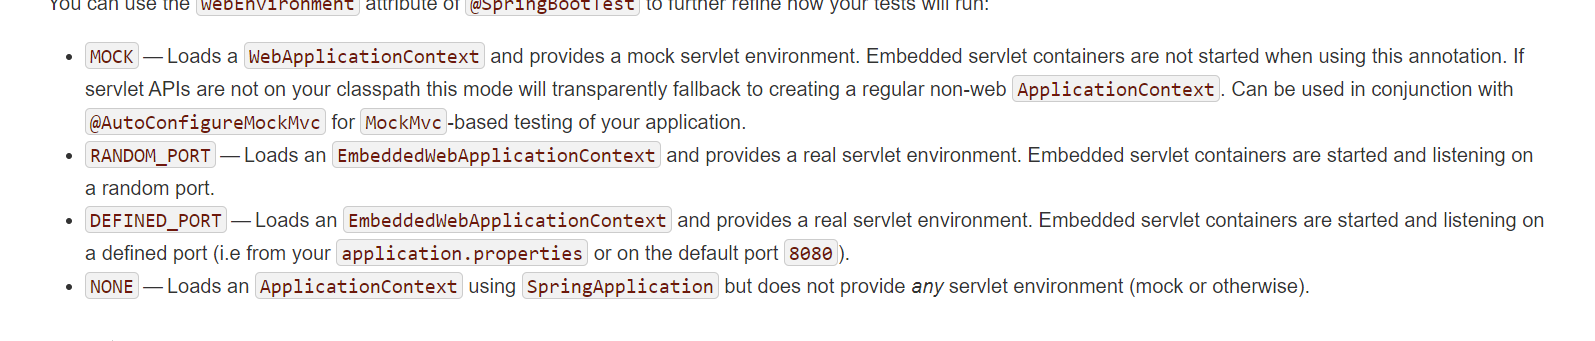 You can use the webEnvironment attribute of @SpringBootTest to further refine how your tests will run:
• MOCK — Loads a WebApplicationContext and provides a mock servlet environment. Embedded servlet containers are not started when using this annotation. If
servlet APIs are not on your classpath this mode will transparently fallback to creating a regular non-web ApplicationContext. Can be used in conjunction with
@AutoConfigureMockMvc for MockMvc-based testing of your application.
• RANDOM_PORT — Loads an EmbeddedWebApplicationContext and provides a real servlet environment. Embedded servlet containers are started and listening on
a random port.
• DEFINED_PORT — Loads an EmbeddedWebApplicationContext and provides a real servlet environment. Embedded servlet containers are started and listening on
a defined port (i.e from your application.properties or on the default port 8080).
• NONE — Loads an ApplicationContext using SpringApplication but does not provide any servlet environment (mock or otherwise).